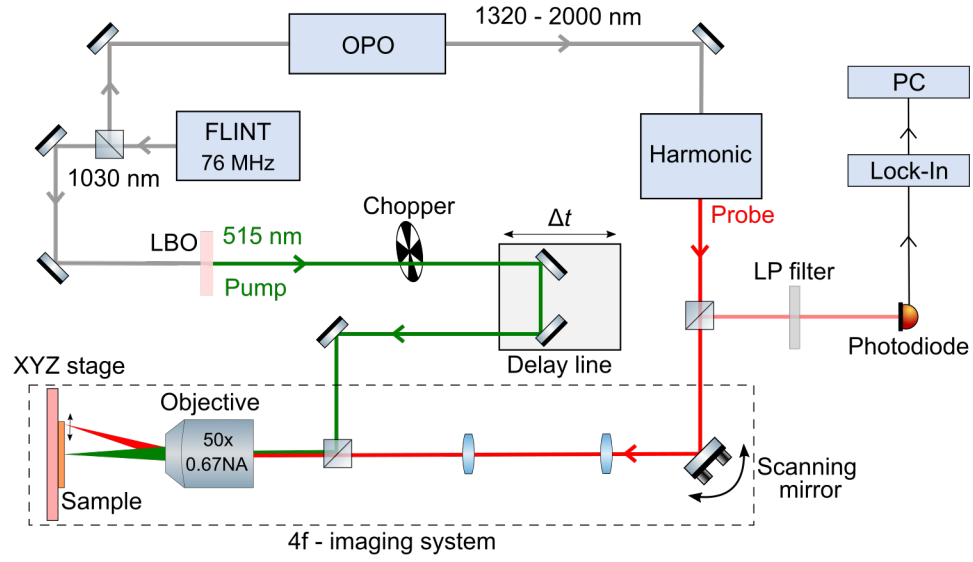 1320 - 2000 nm
OPO
PC
FLINT
76 MHz
Harmonic
1030 nm
Lock-In
Chopper
Probe
Δt
LBO
515 nm
LP filter
Pump
Photodiode
XYZ stage
Delay line
Objective
50x
0.67NA
Scanning
mirror
Sample
4f - imaging system